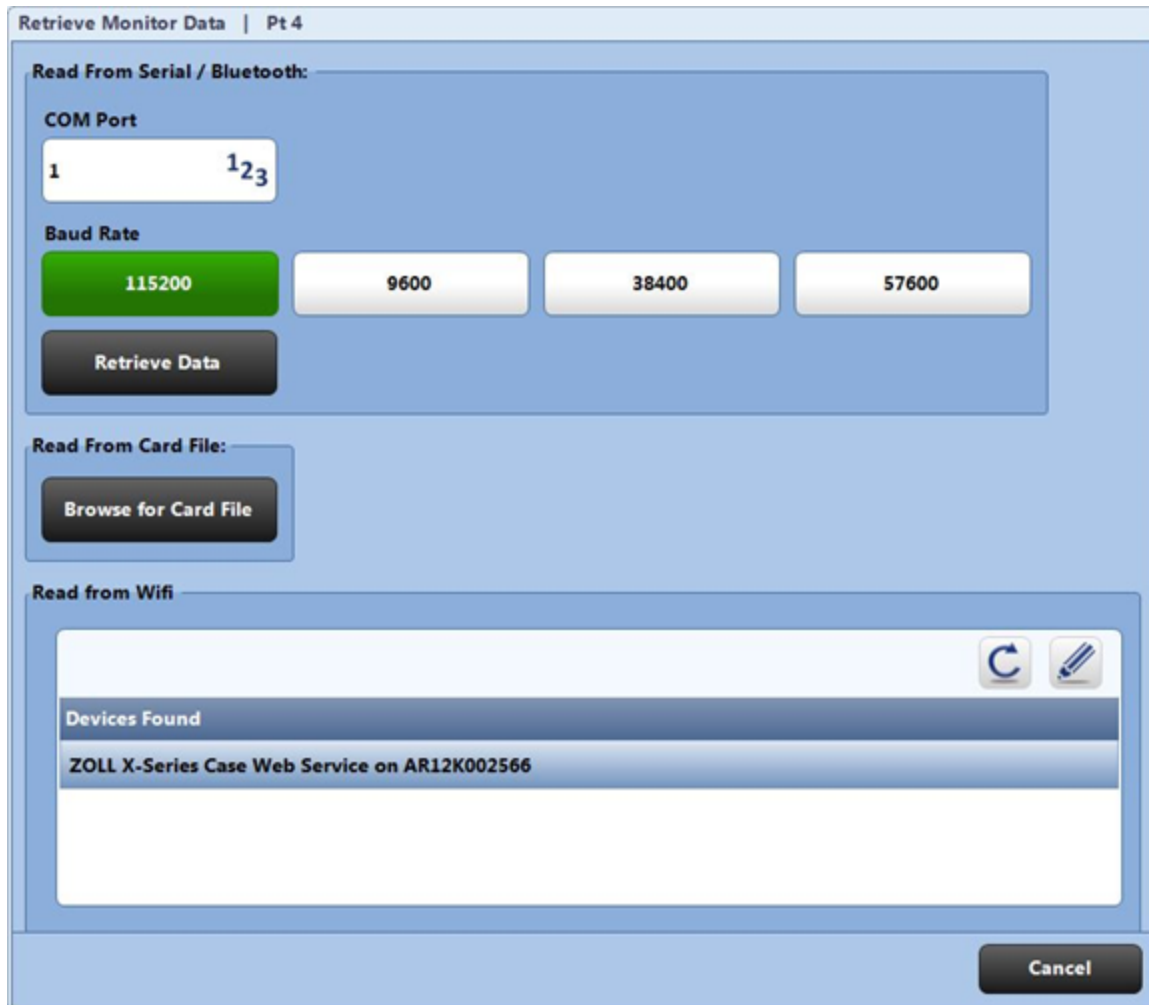 Retrieve Monitor Data | Pt 4
Read From Serial / Bluetooth:
COM Port
1 123
Baud Rate
115200 9600 38400 57600
Retrieve Data
Read From Card File:
Browse for Card File
Read from Wifi
Devices Found
ZOLL X-Series Case Web Service on AR12K002566
Cancel